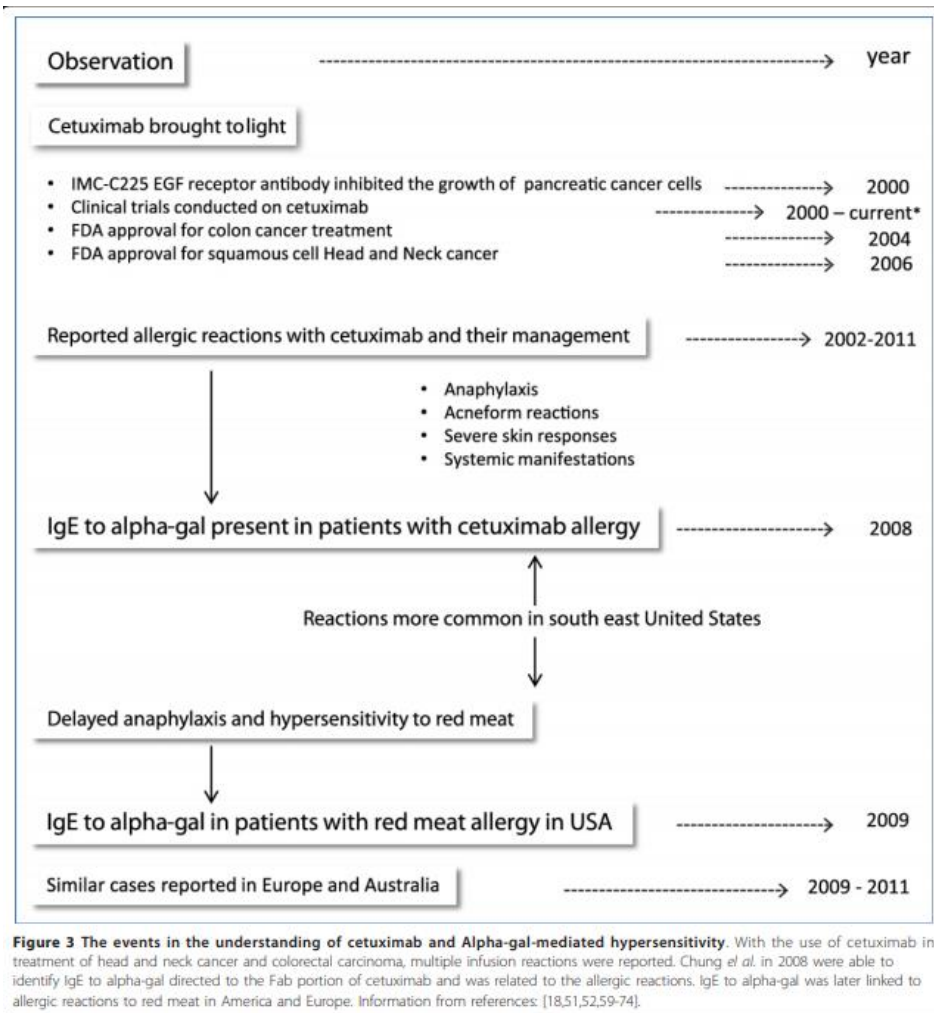 Observation year
Cetuximab brought to light
• IMC-C225 EGF receptor antibody inhibited the growth of pancreatic cancer cells 2000
• Clinical trials conducted on cetuximab 2000 – current*
• FDA approval for colon cancer treatment 2004
• FDA approval for squamous cell Head and Neck cancer 2006
Reported allergic reactions with cetuximab and their management 2002-2011
• Anaphylaxis
• Acneform reactions
• Severe skin responses
• Systemic manifestations
IgE to alpha-gal present in patients with cetuximab allergy 2008
Reactions more common in south east United States
Delayed anaphylaxis and hypersensitivity to red meat
IgE to alpha-gal in patients with red meat allergy in USA 2009
Similar cases reported in Europe and Australia 2009 - 2011
Figure 3 The events in the understanding of cetuximab and Alpha-gal-mediated hypersensitivity. With the use of cetuximab in
treatment of head and neck cancer and colorectal carcinoma, multiple infusion reactions were reported. Chung et al. in 2008 were able to
identify IgE to alpha-gal directed to the Fab portion of cetuximab and was related to the allergic reactions. IgE to alpha-gal was later linked to
allergic reactions to red meat in America and Europe. Information from references: [18,51,52,59-74].